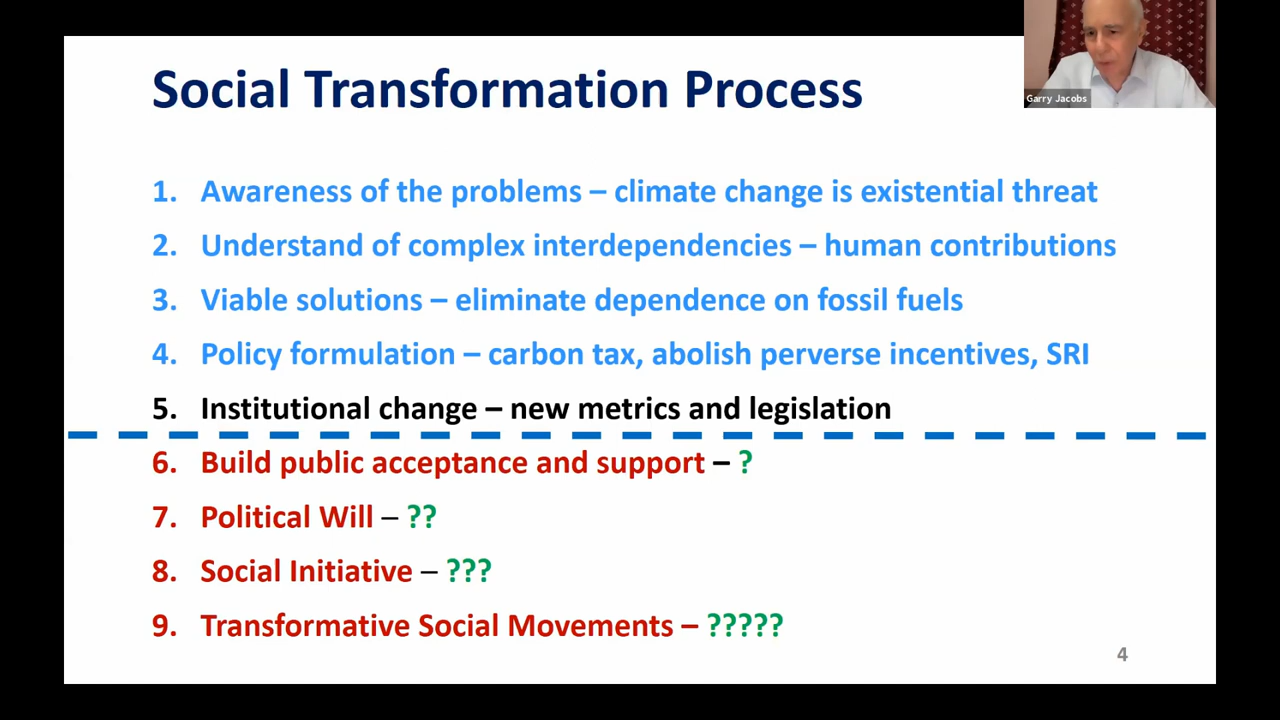 Social Transformation Process
Garry Jacobs
1. Awareness of the problems – climate change is existential threat
2. Understand of complex interdependencies – human contributions
3. Viable solutions – eliminate dependence on fossil fuels
4. Policy formulation – carbon tax, abolish perverse incentives, SRI
5. Institutional change – new metrics and legislation
6. Build public acceptance and support – ?
7. Political Will – ??
8. Social Initiative – ???
9. Transformative Social Movements – ?????
4